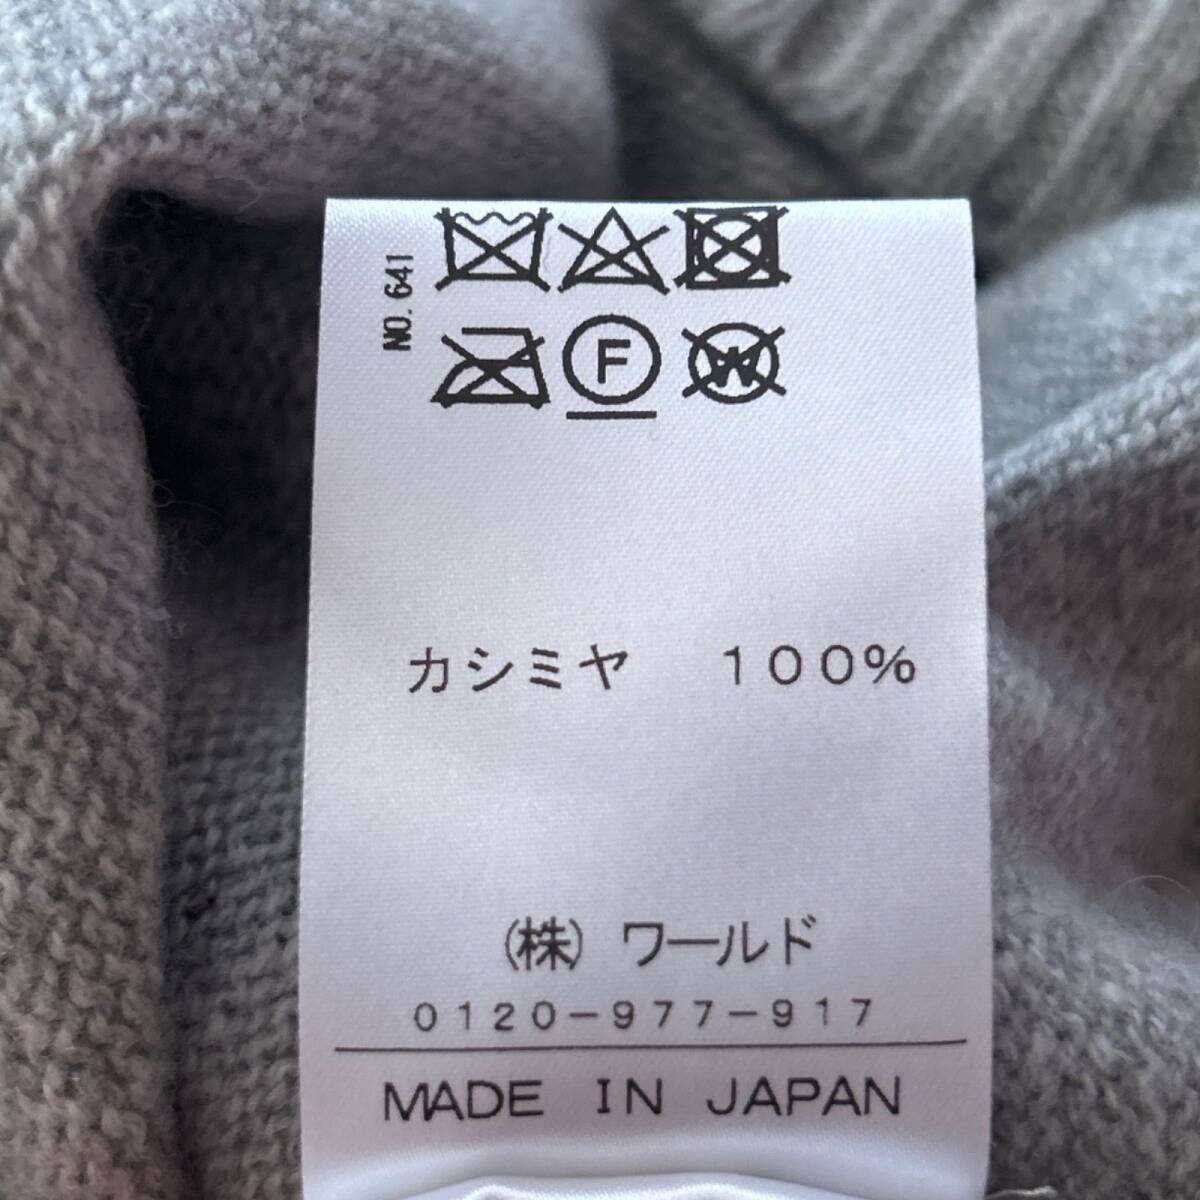 NO. 641
F
W
カシミヤ 100%
(株) ワールド
0120-977-917
MADE IN JAPAN